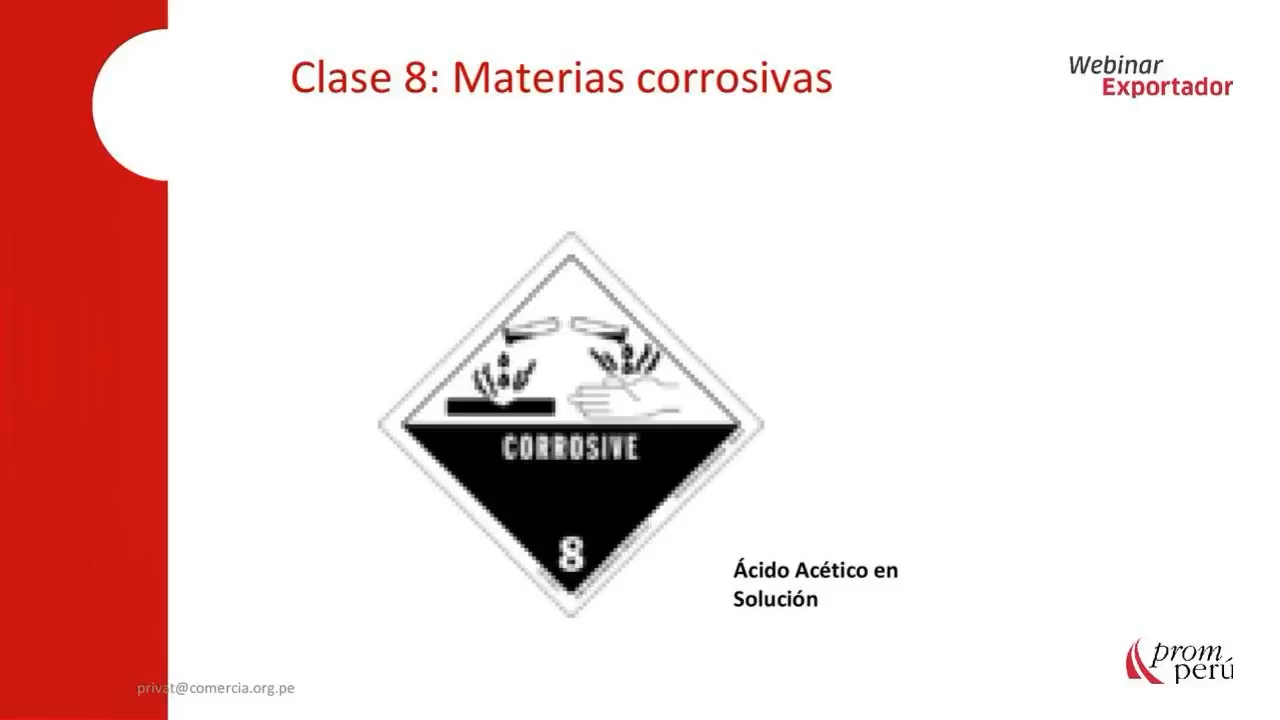 Clase 8: Materias corrosivas
Webinar
Exportador
CORROSIVE
8
Ácido Acético en
Solución
privat@comercia.org.pe
prom
perú